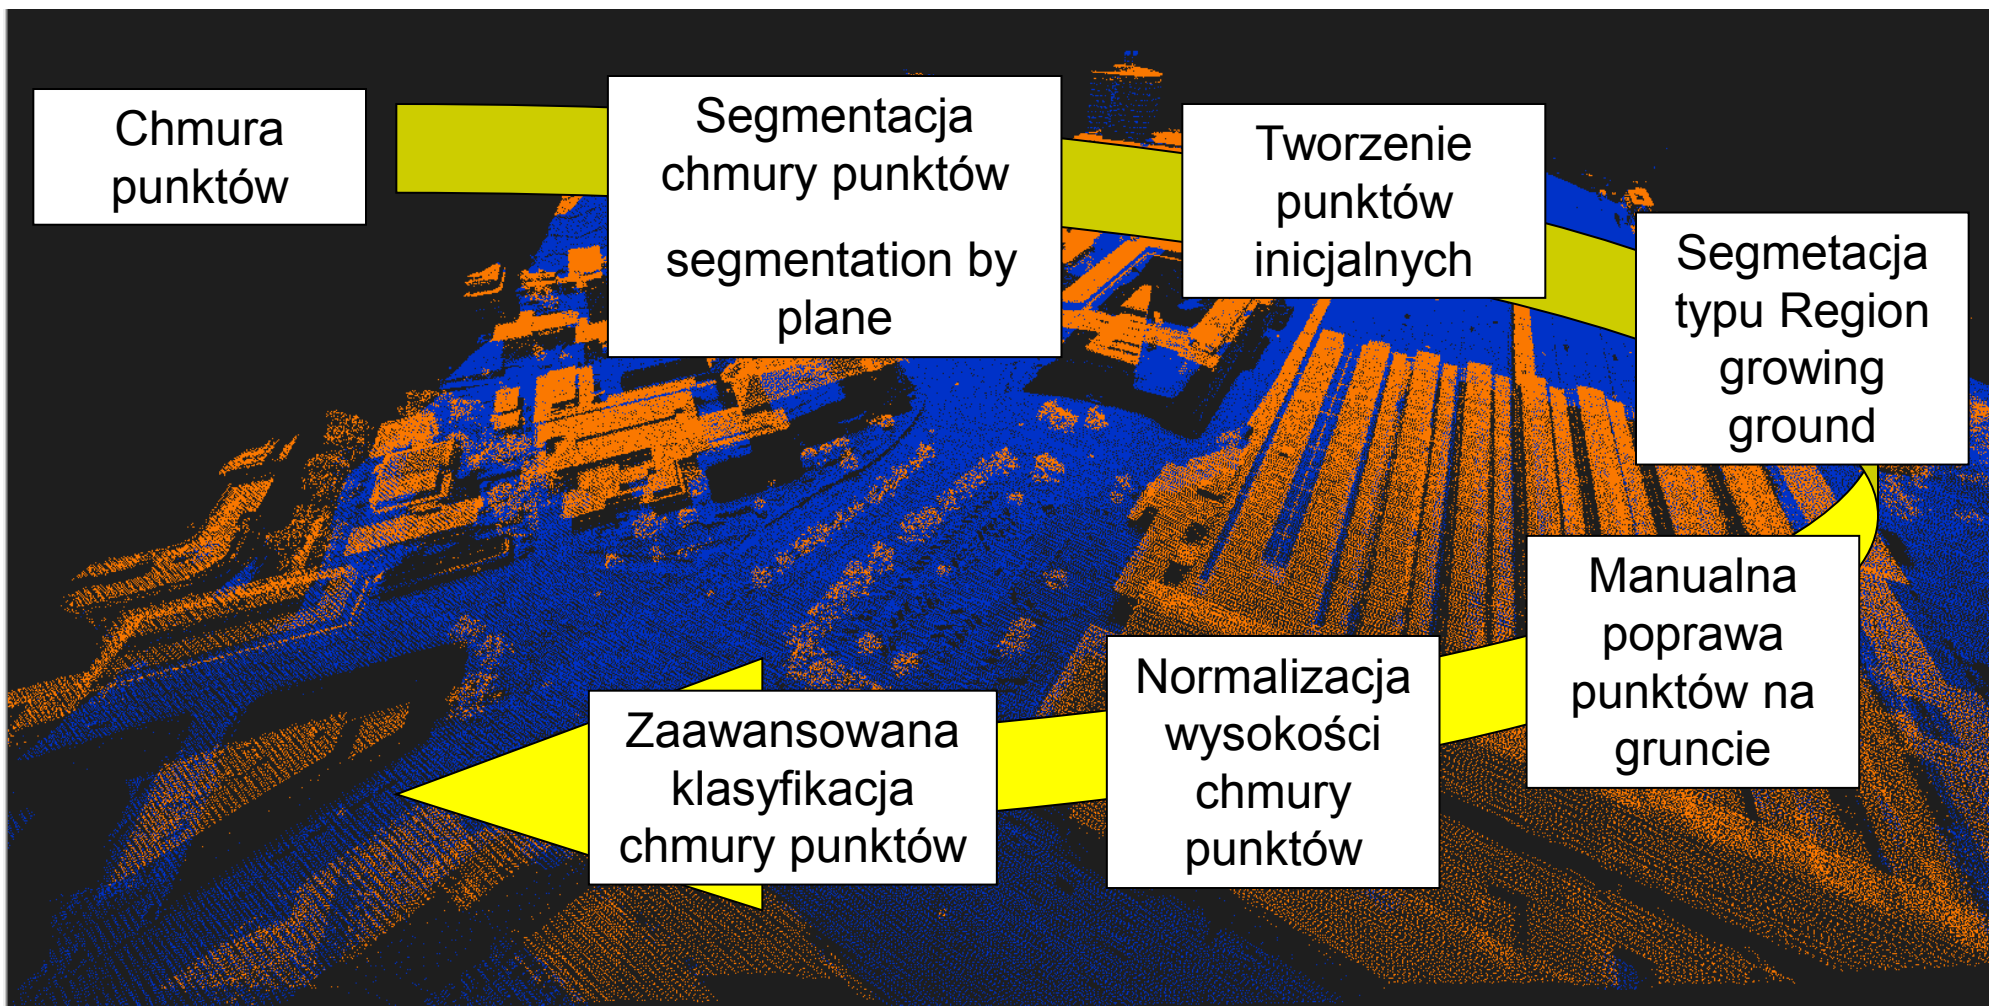 Chmura
punktów
Segmentacja
chmury punktów
segmentation by
plane
Tworzenie
punktów
inicjalnych
Segmetacja
typu Region
growing
ground
Manualna
poprawa
punktów na
gruncie
Normalizacja
wysokości
chmury
punktów
Zaawansowana
klasyfikacja
chmury punktów